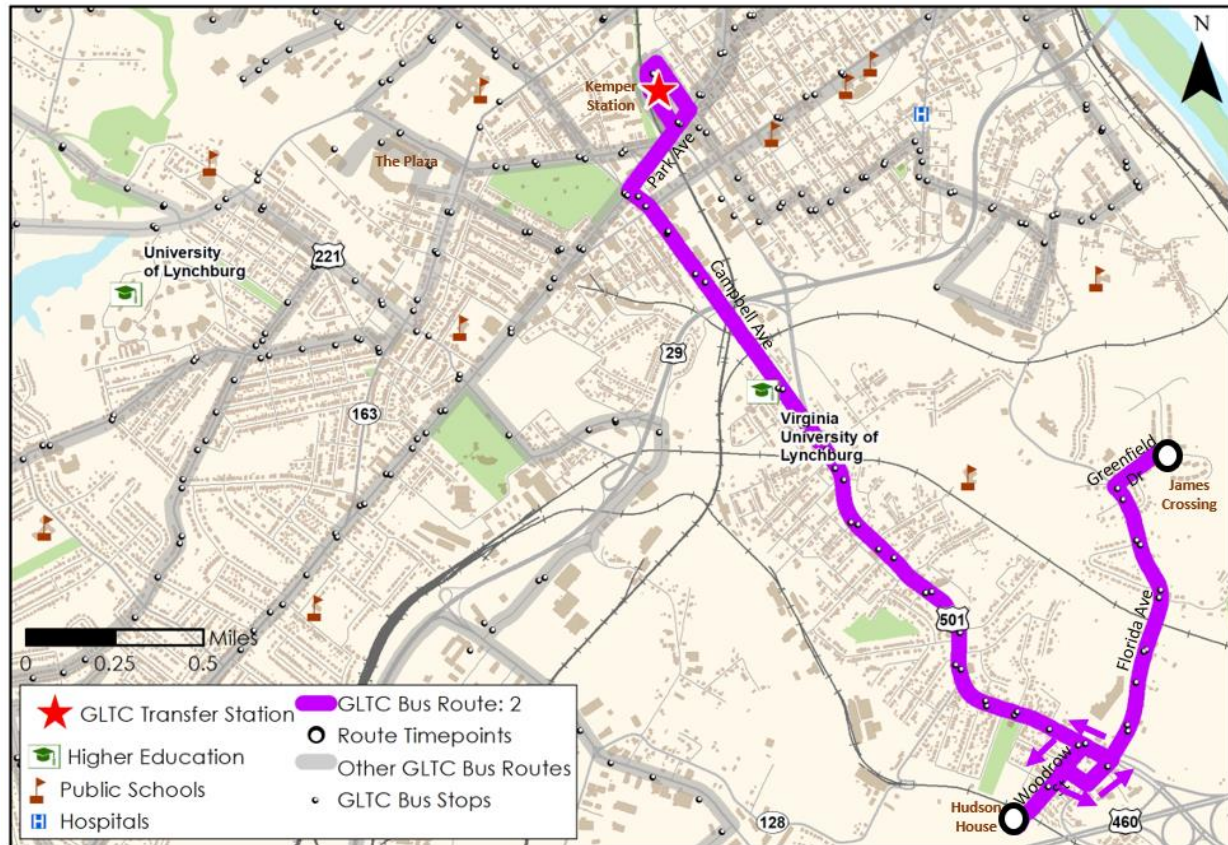 N
Kemper
Station
Park Ave
H
The Plaza
University
of Lynchburg
221
Campbell Ave
29
163
Virginia
University of
Lynchburg
Greenfield
Dr
James
Crossing
501
Florida Ave
Miles
0 0.25 0.5
Woodrow
St
Hudson
House
128
460
GLTC Transfer Station
Higher Education
Public Schools
H Hospitals
GLTC Bus Route: 2
Route Timepoints
Other GLTC Bus Routes
GLTC Bus Stops